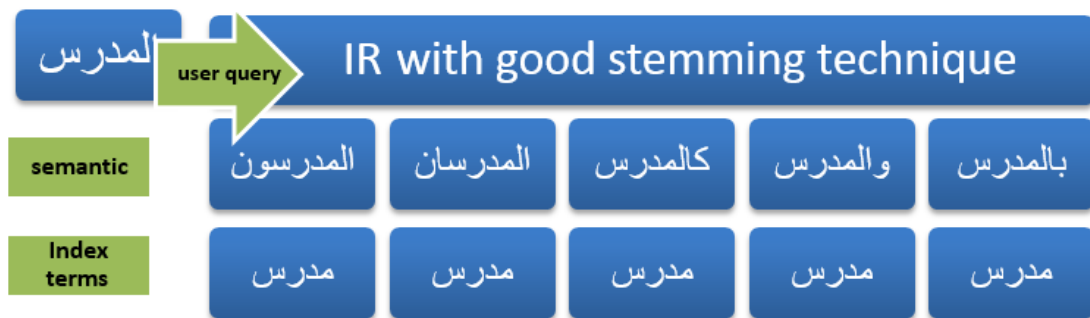 المدرس
user query
IR with good stemming technique
semantic
المدرسون
المدرسان
كالمدرس
والمدرس
بالمدرس
Index
terms
مدرس
مدرس
مدرس
مدرس
مدرس